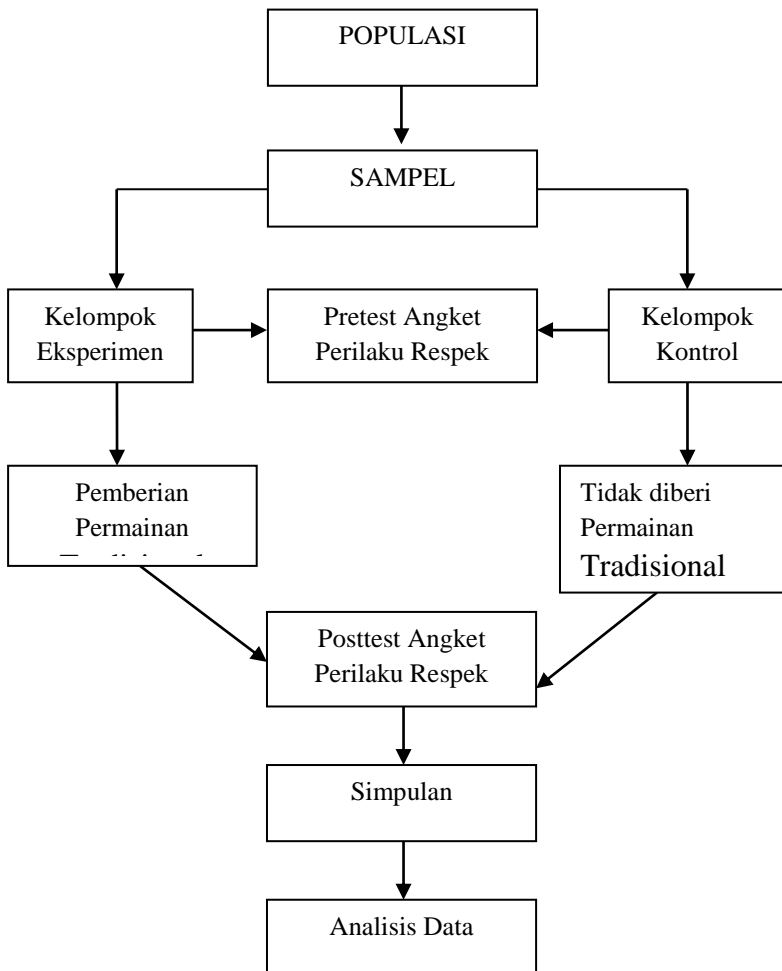 POPULASI
SAMPEL
Kelompok
Eksperimen
Pretest Angket
Perilaku Respek
Kelompok
Kontrol
Pemberian
Permainan
Tidak diberi
Permainan
Tradisional
Posttest Angket
Perilaku Respek
Simpulan
Analisis Data